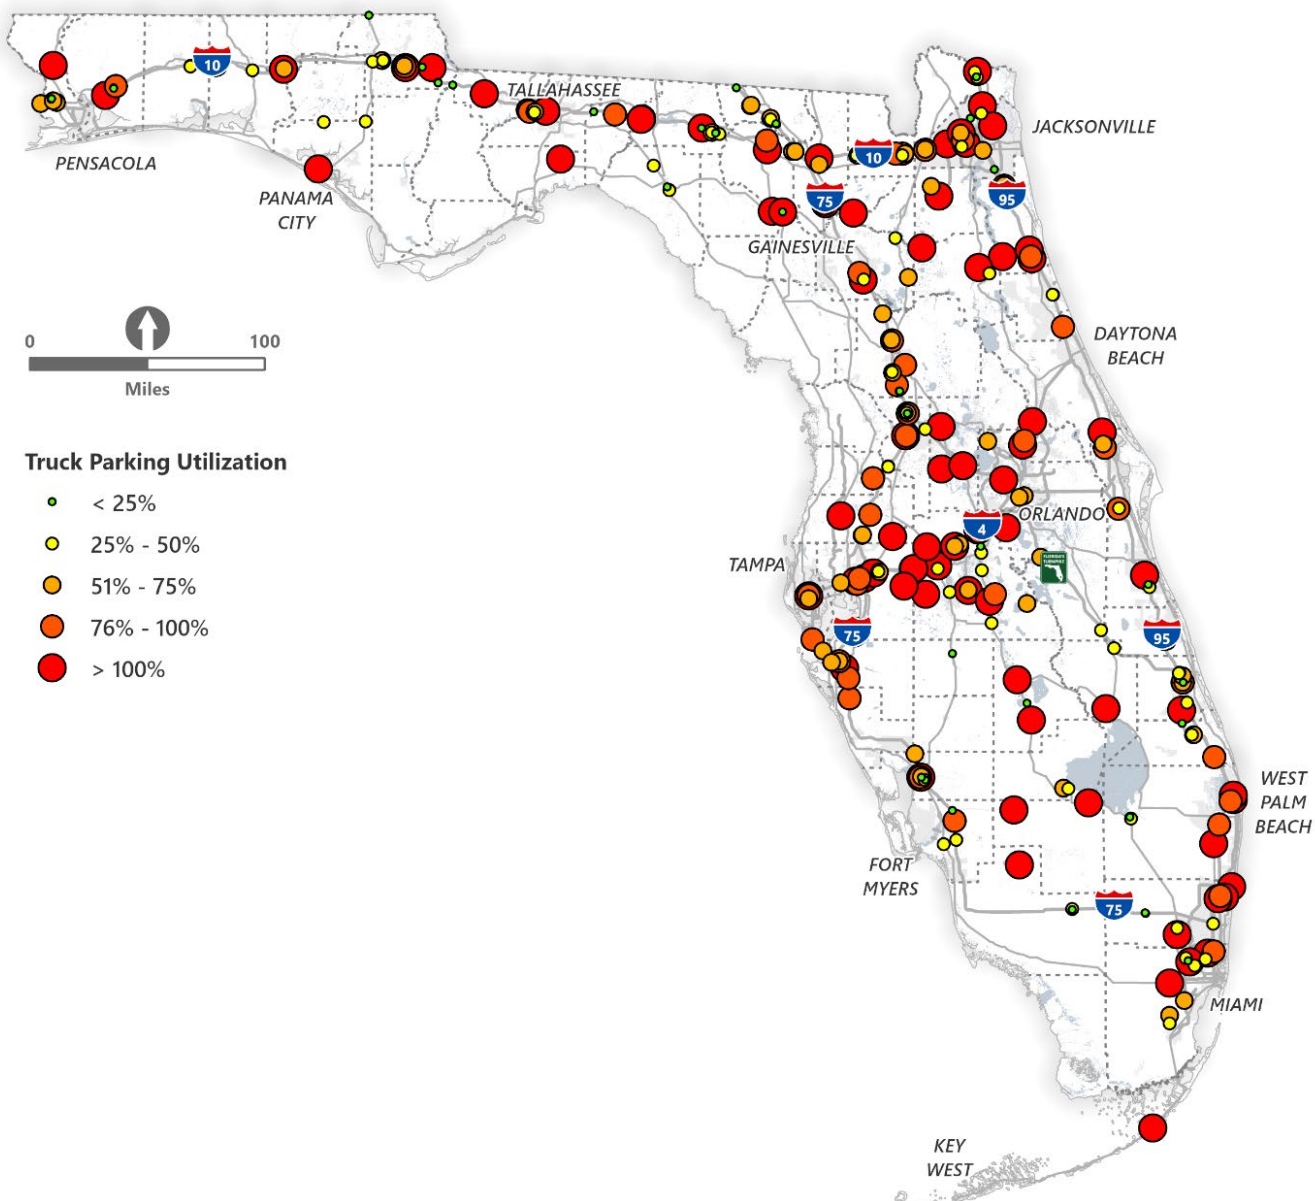 10
TALLAHASSEE
JACKSONVILLE
10
PENSACOLA
PANAMA
CITY
75
95
GAINESVILLE
0 100
Miles
DAYTONA
BEACH
Truck Parking Utilization
< 25%
25% - 50%
51% - 75%
76% - 100%
> 100%
ORLANDO
4
TAMPA
FLORIDA'S
TURNPIKE
75
95
WEST
PALM
BEACH
FORT
MYERS
75
MIAMI
KEY
WEST